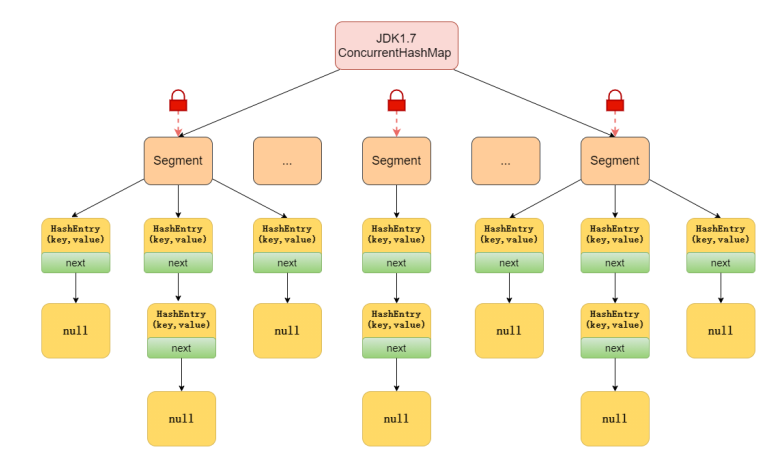 JDK1.7
ConcurrentHashMap
Segment
...
Segment
...
Segment
HashEntry
(key,value)
next
HashEntry
(key,value)
next
HashEntry
(key,value)
next
HashEntry
(key,value)
next
HashEntry
(key,value)
next
HashEntry
(key,value)
next
HashEntry
(key,value)
next
null
HashEntry
(key,value)
next
null
HashEntry
(key,value)
next
null
HashEntry
(key,value)
next
null
null
null
null